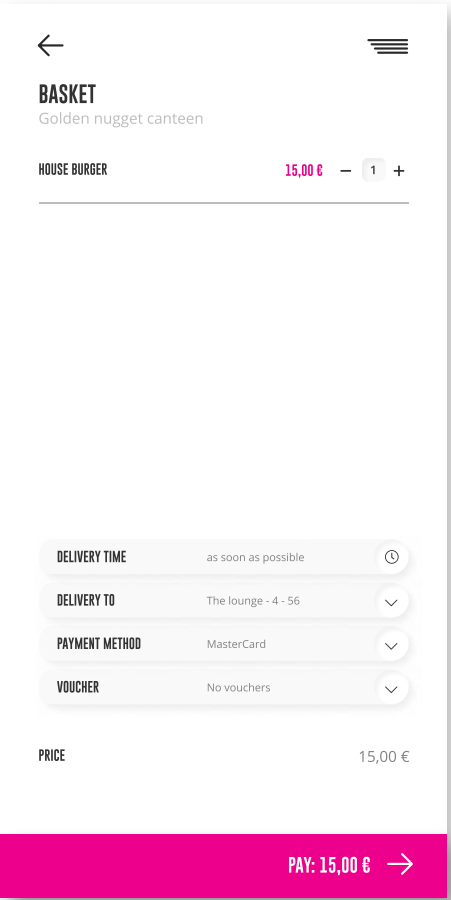 BASKET
Golden nugget canteen
HOUSE BURGER 15,00 € − 1 +
DELIVERY TIME as soon as possible
DELIVERY TO The lounge - 4 - 56
PAYMENT METHOD MasterCard
VOUCHER No vouchers
PRICE 15,00 €
PAY: 15,00 €